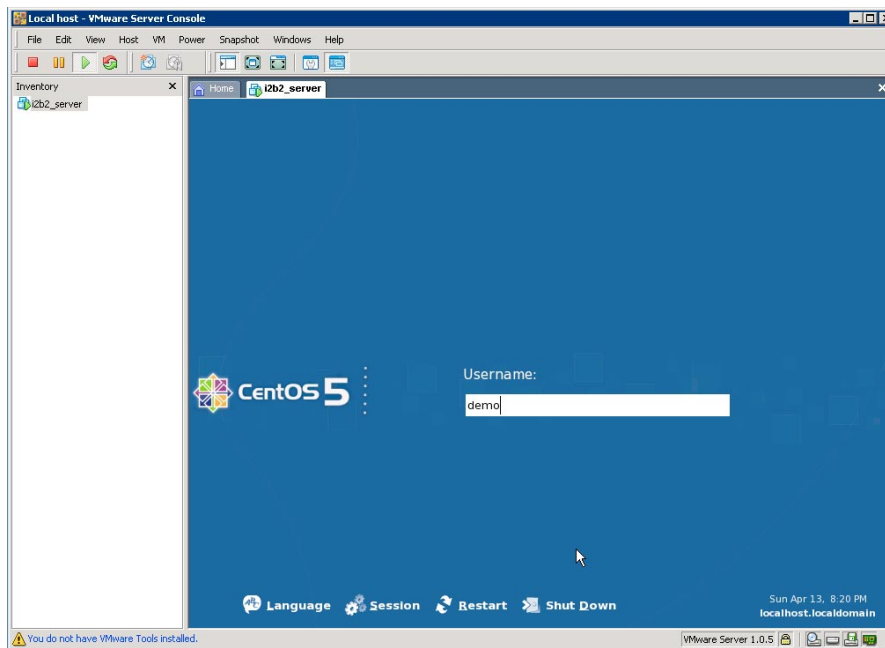 Local host - VMware Server Console
File Edit View Host VM Power Snapshot Windows Help
Inventory
i2b2_server
Home
i2b2_server
CentOS 5
Username:
demo
Language
Session
Restart
Shut Down
Sun Apr 13, 8:20 PM
localhost.localdomain
You do not have VMware Tools installed.
VMware Server 1.0.5